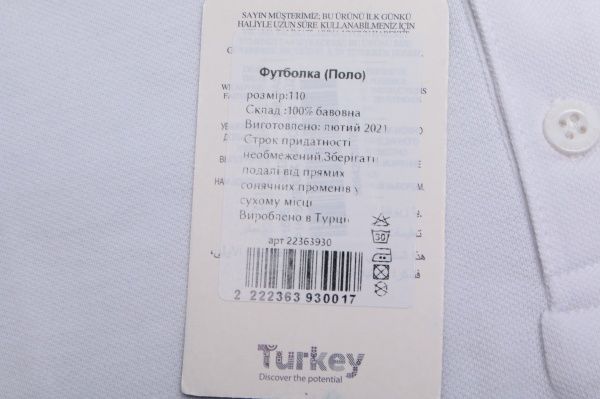 SAYIN MÜŞTERİMİZ; BU ÜRÜNÜ İLK GÜNKÜ
HALİYLE UZUN SÜRE KULLANABİLMENİZ İÇİN
Футболка (Поло)
розмір:110
Склад :100% бавовна
Виготовлено: лютий 2021
Строк придатності
необмежений.Зберігати
подалі від прямих
сонячних променів у
сухому місці
Вироблено в Турції
30
арт 22363930
2 222363 930017
Turkey
Discover the potential